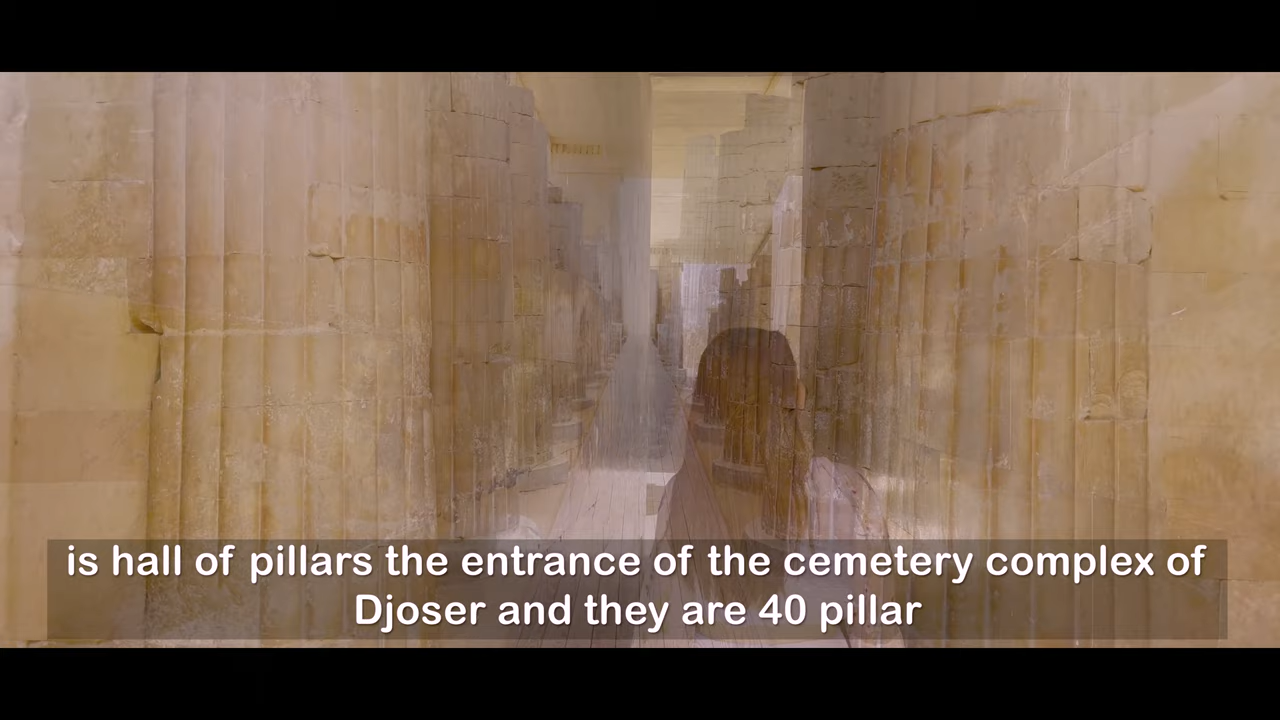 is hall of pillars the entrance of the cemetery complex of
Djoser and they are 40 pillar